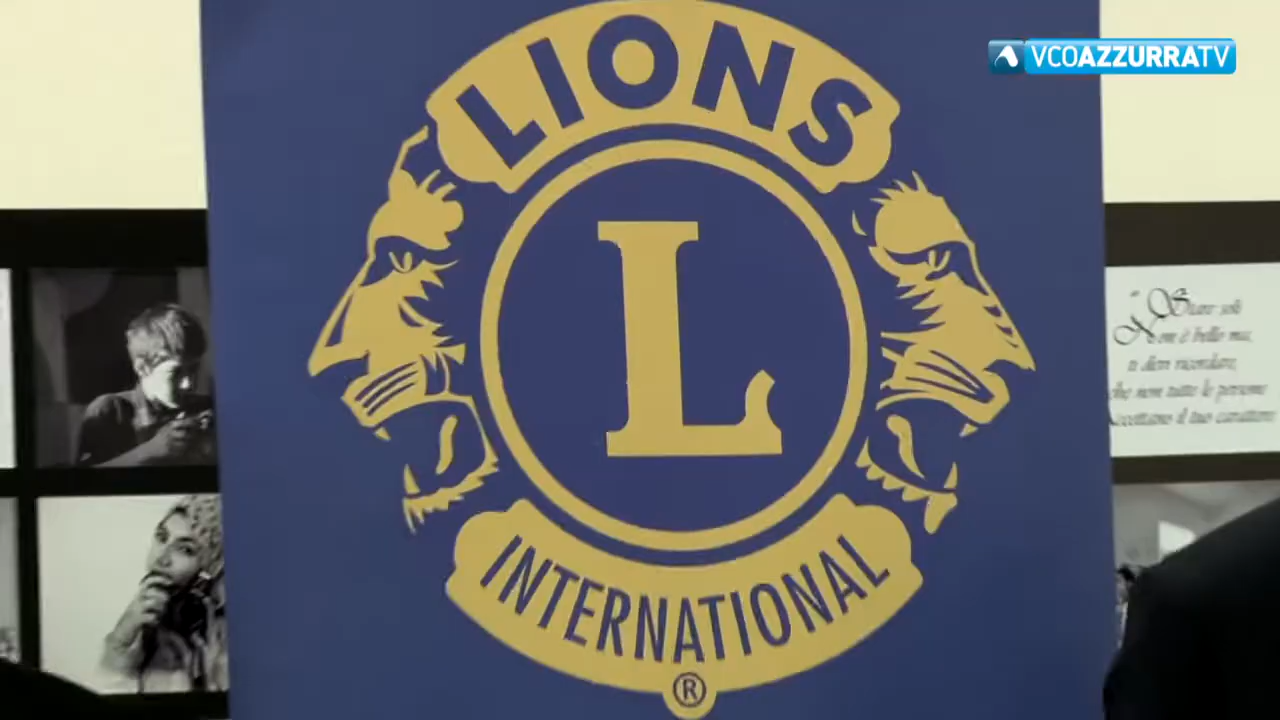 VCOAZZURRATV
LIONS
L
INTERNATIONAL
®
Stare soli
Non è bello ma,
ti devi ricordare,
che non tutte le persone
accettano il tuo carattere